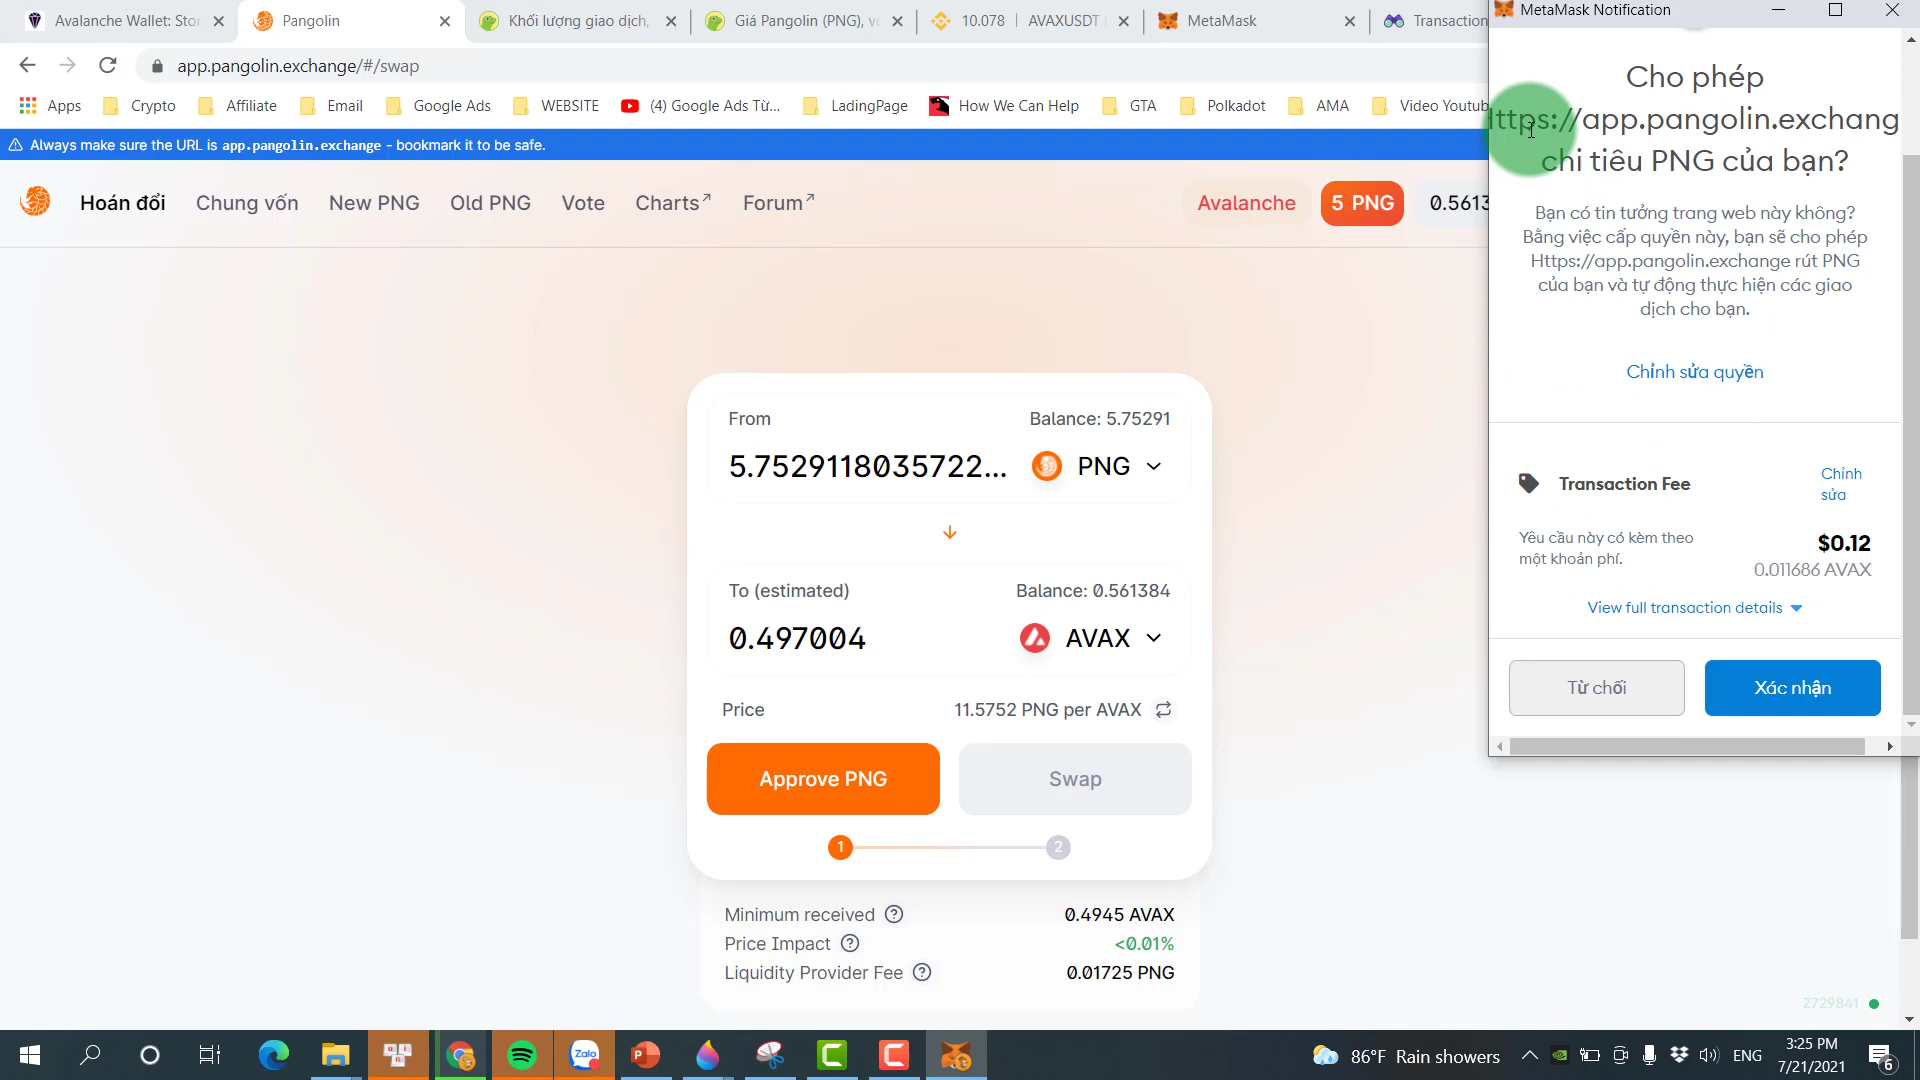 Avalanche Wallet: Stor
Pangolin
Khối lượng giao dịch,
Giá Pangolin (PNG), vo
10.078 | AVAXUSDT |
MetaMask
Transaction
app.pangolin.exchange/#/swap
Apps
Crypto
Affiliate
Email
Google Ads
WEBSITE
(4) Google Ads Từ...
LadingPage
How We Can Help
GTA
Polkadot
AMA
Video Youtub
Always make sure the URL is app.pangolin.exchange - bookmark it to be safe.
Hoán đổi
Chung vốn
New PNG
Old PNG
Vote
Charts↗
Forum↗
Avalanche
5 PNG
0.5613
From
Balance: 5.75291
5.7529118035722...
PNG
To (estimated)
Balance: 0.561384
0.497004
AVAX
Price
11.5752 PNG per AVAX
Approve PNG
Swap
1
2
Minimum received
0.4945 AVAX
Price Impact
<0.01%
Liquidity Provider Fee
0.01725 PNG
2729841
MetaMask Notification
Cho phép
Https://app.pangolin.exchang
chi tiêu PNG của bạn?
Bạn có tin tưởng trang web này không?
Bằng việc cấp quyền này, bạn sẽ cho phép
Https://app.pangolin.exchange rút PNG
của bạn và tự động thực hiện các giao
dịch cho bạn.
Chỉnh sửa quyền
Transaction Fee
Chỉnh
sửa
Yêu cầu này có kèm theo
một khoản phí.
$0.12
0.011686 AVAX
View full transaction details
Từ chối
Xác nhận
Zalo
86°F Rain showers
ENG
3:25 PM
7/21/2021
6